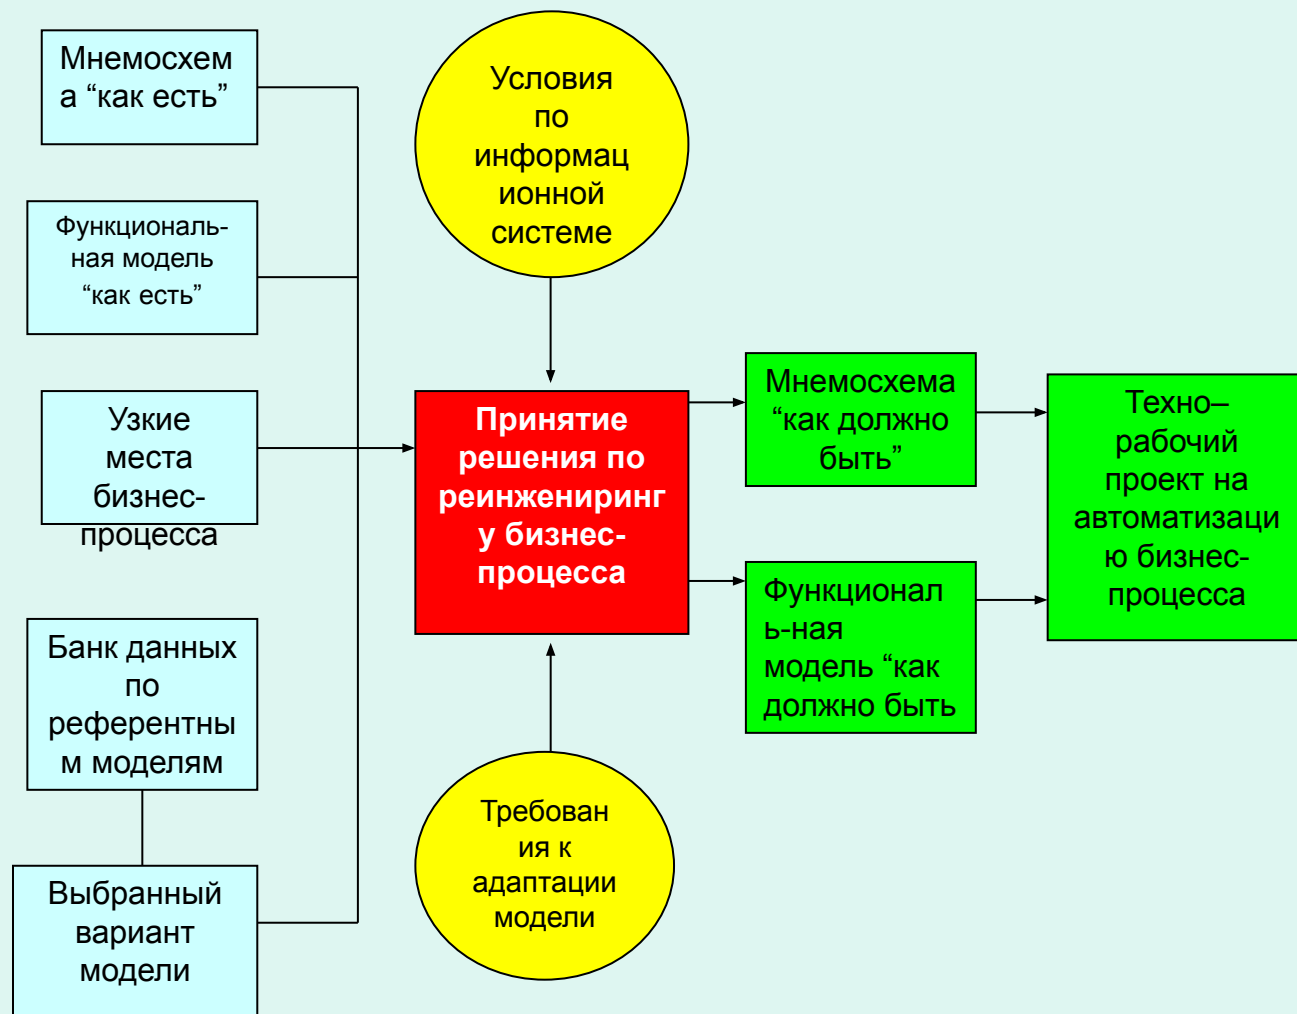 Мнемосхем
а “как есть”
Функциональ-
ная модель
“как есть”
Узкие
места
бизнес-
процесса
Банк данных
по
референтны
м моделям
Выбранный
вариант
модели
Условия
по
информац
ионной
системе
Принятие
решения по
реинжениринг
у бизнес-
процесса
Требован
ия к
адаптации
модели
Мнемосхема
“как должно
быть”
Функционал
ь-ная
модель “как
должно быть
Техно–
рабочий
проект на
автоматизаци
ю бизнес-
процесса